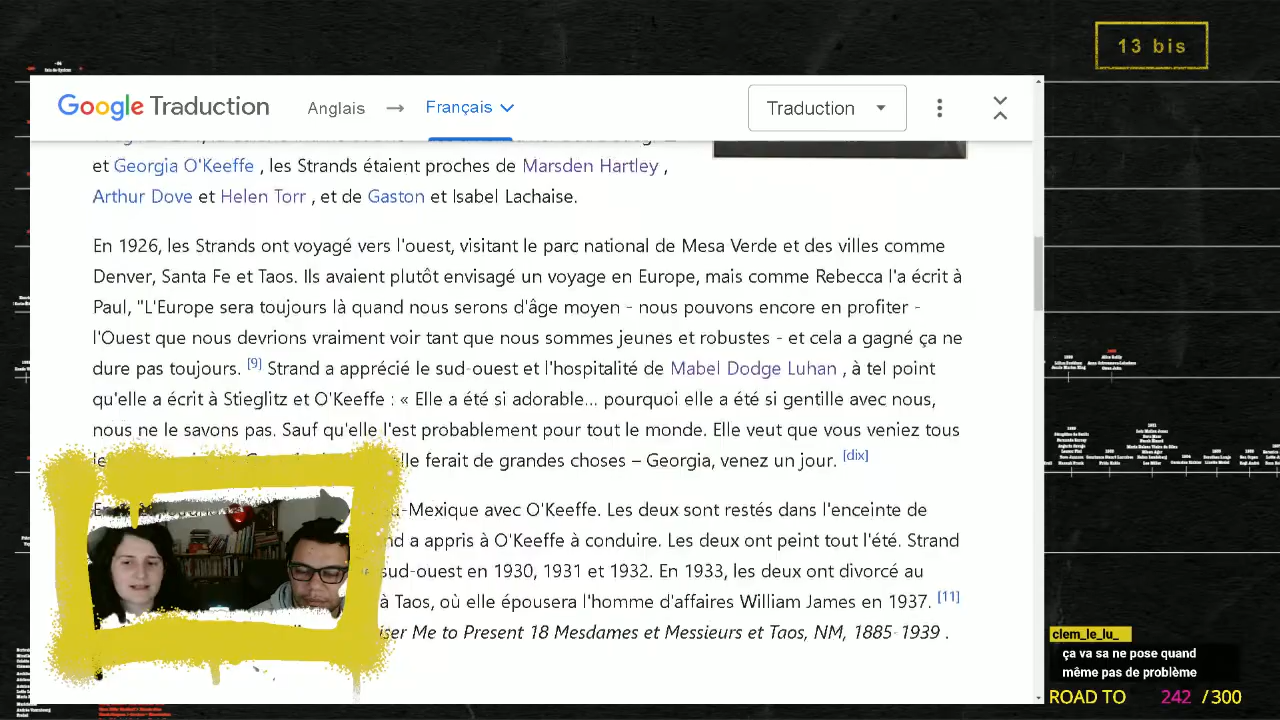 13 bis
Google Traduction Anglais → Français Traduction
et Georgia O'Keeffe , les Strands étaient proches de Marsden Hartley ,
Arthur Dove et Helen Torr , et de Gaston et Isabel Lachaise.
En 1926, les Strands ont voyagé vers l'ouest, visitant le parc national de Mesa Verde et des villes comme
Denver, Santa Fe et Taos. Ils avaient plutôt envisagé un voyage en Europe, mais comme Rebecca l'a écrit à
Paul, "L'Europe sera toujours là quand nous serons d'âge moyen - nous pouvons encore en profiter -
l'Ouest que nous devrions vraiment voir tant que nous sommes jeunes et robustes - et cela a gagné ça ne
dure pas toujours. [9] Strand a apprécié le sud-ouest et l'hospitalité de Mabel Dodge Luhan , à tel point
qu'elle a écrit à Stieglitz et O'Keeffe : « Elle a été si adorable... pourquoi elle a été si gentille avec nous,
nous ne le savons pas. Sauf qu'elle l'est probablement pour tout le monde. Elle veut que vous veniez tous
elle ferait de grandes choses – Georgia, venez un jour. [dix]
-Mexique avec O'Keeffe. Les deux sont restés dans l'enceinte de
a appris à O'Keeffe à conduire. Les deux ont peint tout l'été. Strand
sud-ouest en 1930, 1931 et 1932. En 1933, les deux ont divorcé au
à Taos, où elle épousera l'homme d'affaires William James en 1937. [11]
Me to Present 18 Mesdames et Messieurs et Taos, NM, 1885-1939 .
clem_le_lu_
ça va sa ne pose quand
même pas de problème
ROAD TO 242 /300